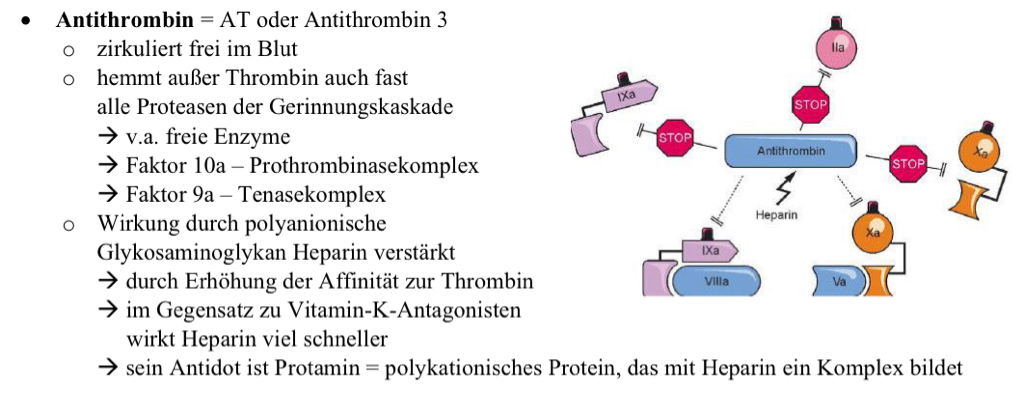 • Antithrombin = AT oder Antithrombin 3
o zirkuliert frei im Blut
o hemmt außer Thrombin auch fast
alle Proteasen der Gerinnungskaskade
→ v.a. freie Enzyme
→ Faktor 10a – Prothrombinasekomplex
→ Faktor 9a – Tenasekomplex
o Wirkung durch polyanionische
Glykosaminoglykan Heparin verstärkt
→ durch Erhöhung der Affinität zur Thrombin
→ im Gegensatz zu Vitamin-K-Antagonisten
wirkt Heparin viel schneller
→ sein Antidot ist Protamin = polykationisches Protein, das mit Heparin ein Komplex bildet
IIa
IXa
STOP
STOP
Antithrombin
STOP
Xa
Heparin
IXa
VIIIa
Xa
Va